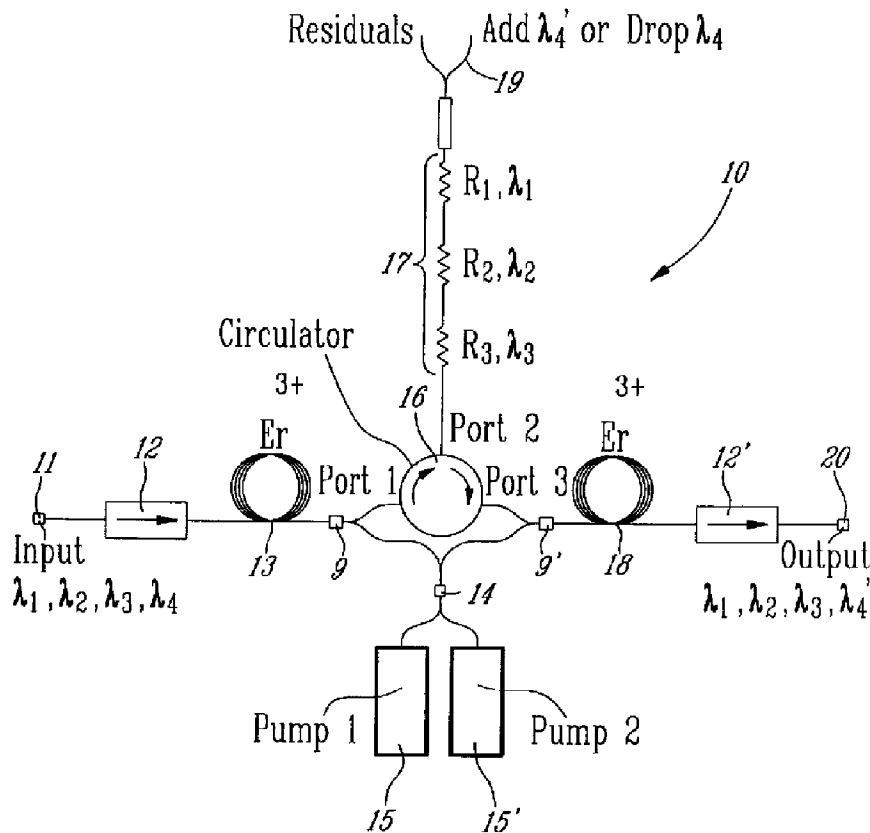 Residuals
Add λ4' or Drop λ4
19
10
R1, λ1
17
R2, λ2
R3, λ3
Circulator
3+
Er
16
Port 2
3+
Er
11
12
Port 1
Port 3
12'
20
Input
λ1, λ2, λ3, λ4
13
9
9'
18
Output
λ1, λ2, λ3, λ4'
14
Pump 1
Pump 2
15
15'